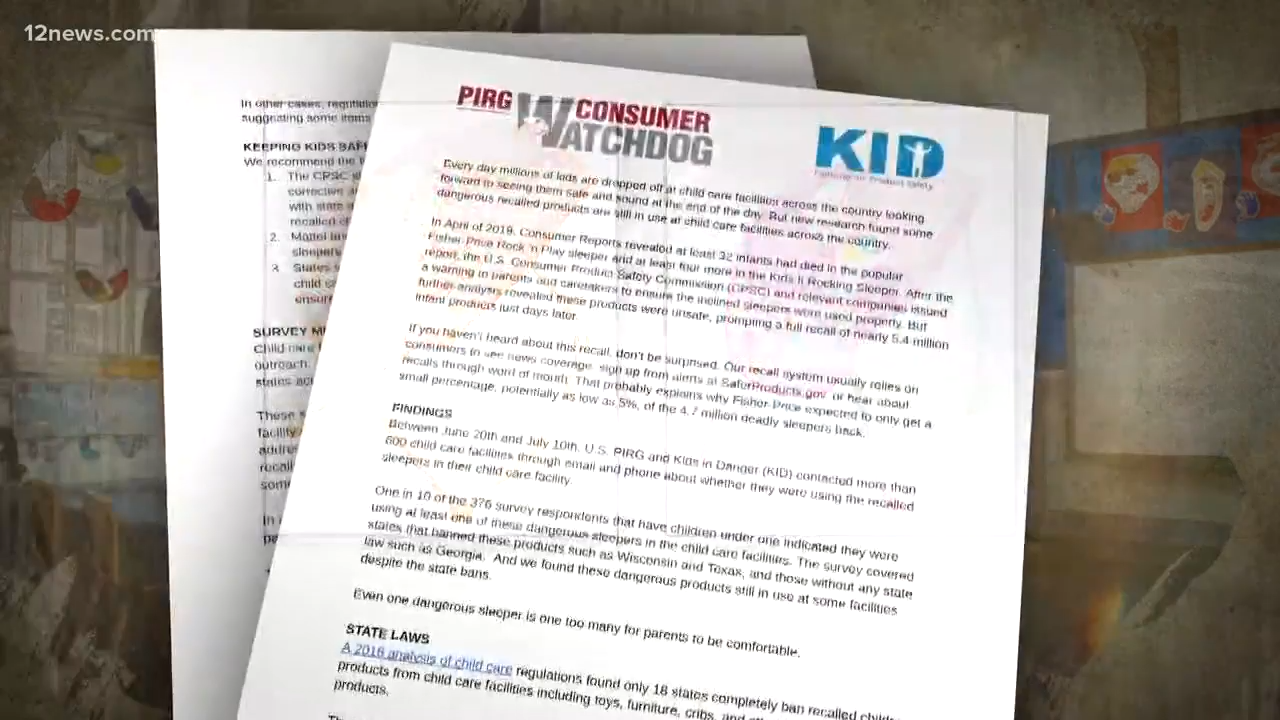 12news.com
In other cases,
suggesting some items
KEEPING KIDS SAF
We recommend the
1. The CPSC
corrective
with state
recalled
2. Mattel
sleepers
3. States
child
ensure
SURVEY
Child care
outreach.
states
These
facility
recall
In
PIRG CONSUMER
WATCHDOG
KID
Fighting for Product Safety
Every day millions of kids are dropped off at child care facilities across the country looking
forward to seeing them safe and sound at the end of the day. But new research found some
dangerous recalled products are still in use at child care facilities across the country.
In April of 2019, Consumer Reports revealed at least 32 infants had died in the popular
Fisher-Price Rock 'n Play sleeper and at least four more in the Kids II Rocking Sleeper. After the
report, the U.S. Consumer Product Safety Commission (CPSC) and relevant companies issued
a warning to parents and caretakers to ensure the inclined sleepers were used properly. But
further analysis revealed these products were unsafe, prompting a full recall of nearly 5.4 million
infant products just days later.
If you haven't heard about this recall, don't be surprised. Our recall system usually relies on
consumers to see news coverage, sign up from alerts at SaferProducts.gov, or hear about
recalls through word of mouth. That probably explains why Fisher-Price expected to only get a
small percentage, potentially as low as 5%, of the 4.7 million deadly sleepers back.
FINDINGS
Between June 20th and July 10th, U.S. PIRG and Kids in Danger (KID) contacted more than
600 child care facilities through email and phone about whether they were using the recalled
sleepers in their child care facility.
One in 10 of the 376 survey respondents that have children under one indicated they were
using at least one of these dangerous sleepers in the child care facilities. The survey covered
states that banned these products such as Wisconsin and Texas, and those without any state
law such as Georgia. And we found these dangerous products still in use at some facilities
despite the state bans.
Even one dangerous sleeper is one too many for parents to be comfortable.
STATE LAWS
A 2016 analysis of child care regulations found only 18 states completely ban recalled
products from child care facilities including toys, furniture, cribs, and
products.